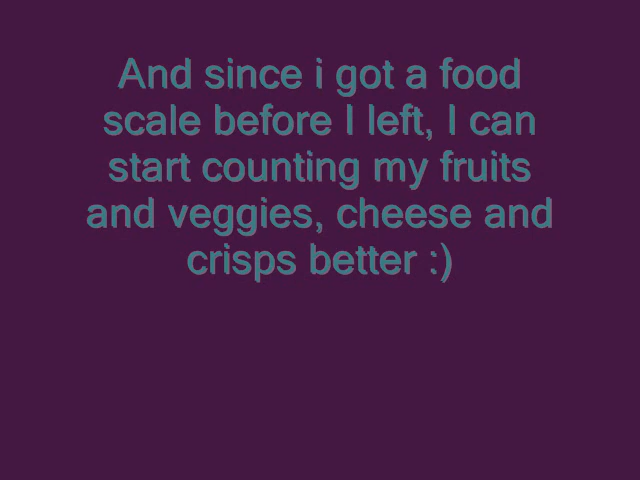 And since i got a food
scale before I left, I can
start counting my fruits
and veggies, cheese and
crisps better :)